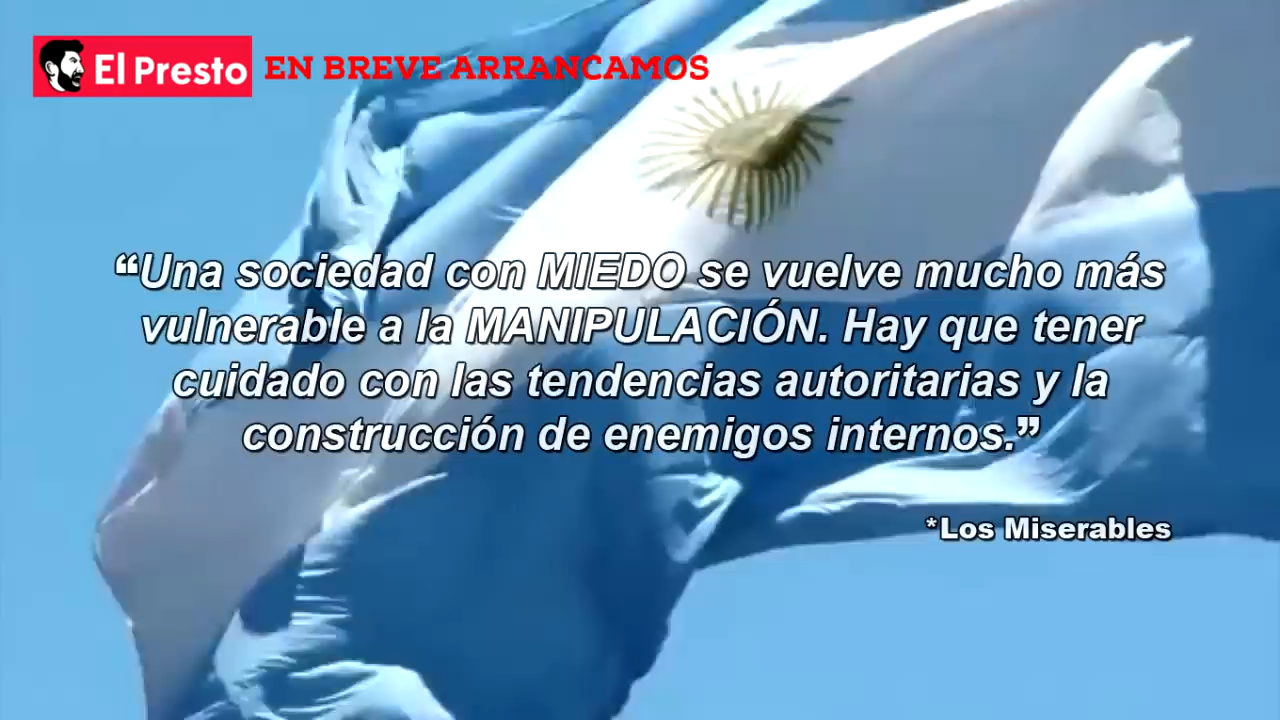 El Presto EN BREVE ARRANCAMOS
❝Una sociedad con MIEDO se vuelve mucho más
vulnerable a la MANIPULACIÓN. Hay que tener
cuidado con las tendencias autoritarias y la
construcción de enemigos internos.❞
*Los Miserables